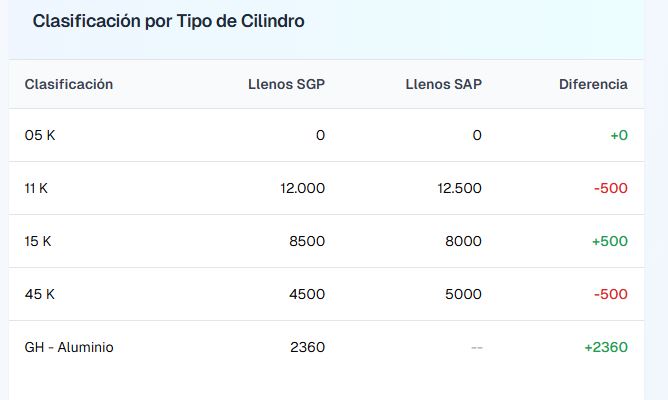 Clasificación por Tipo de Cilindro
Clasificación Llenos SGP Llenos SAP Diferencia
05 K 0 0 +0
11 K 12.000 12.500 -500
15 K 8500 8000 +500
45 K 4500 5000 -500
GH - Aluminio 2360 -- +2360